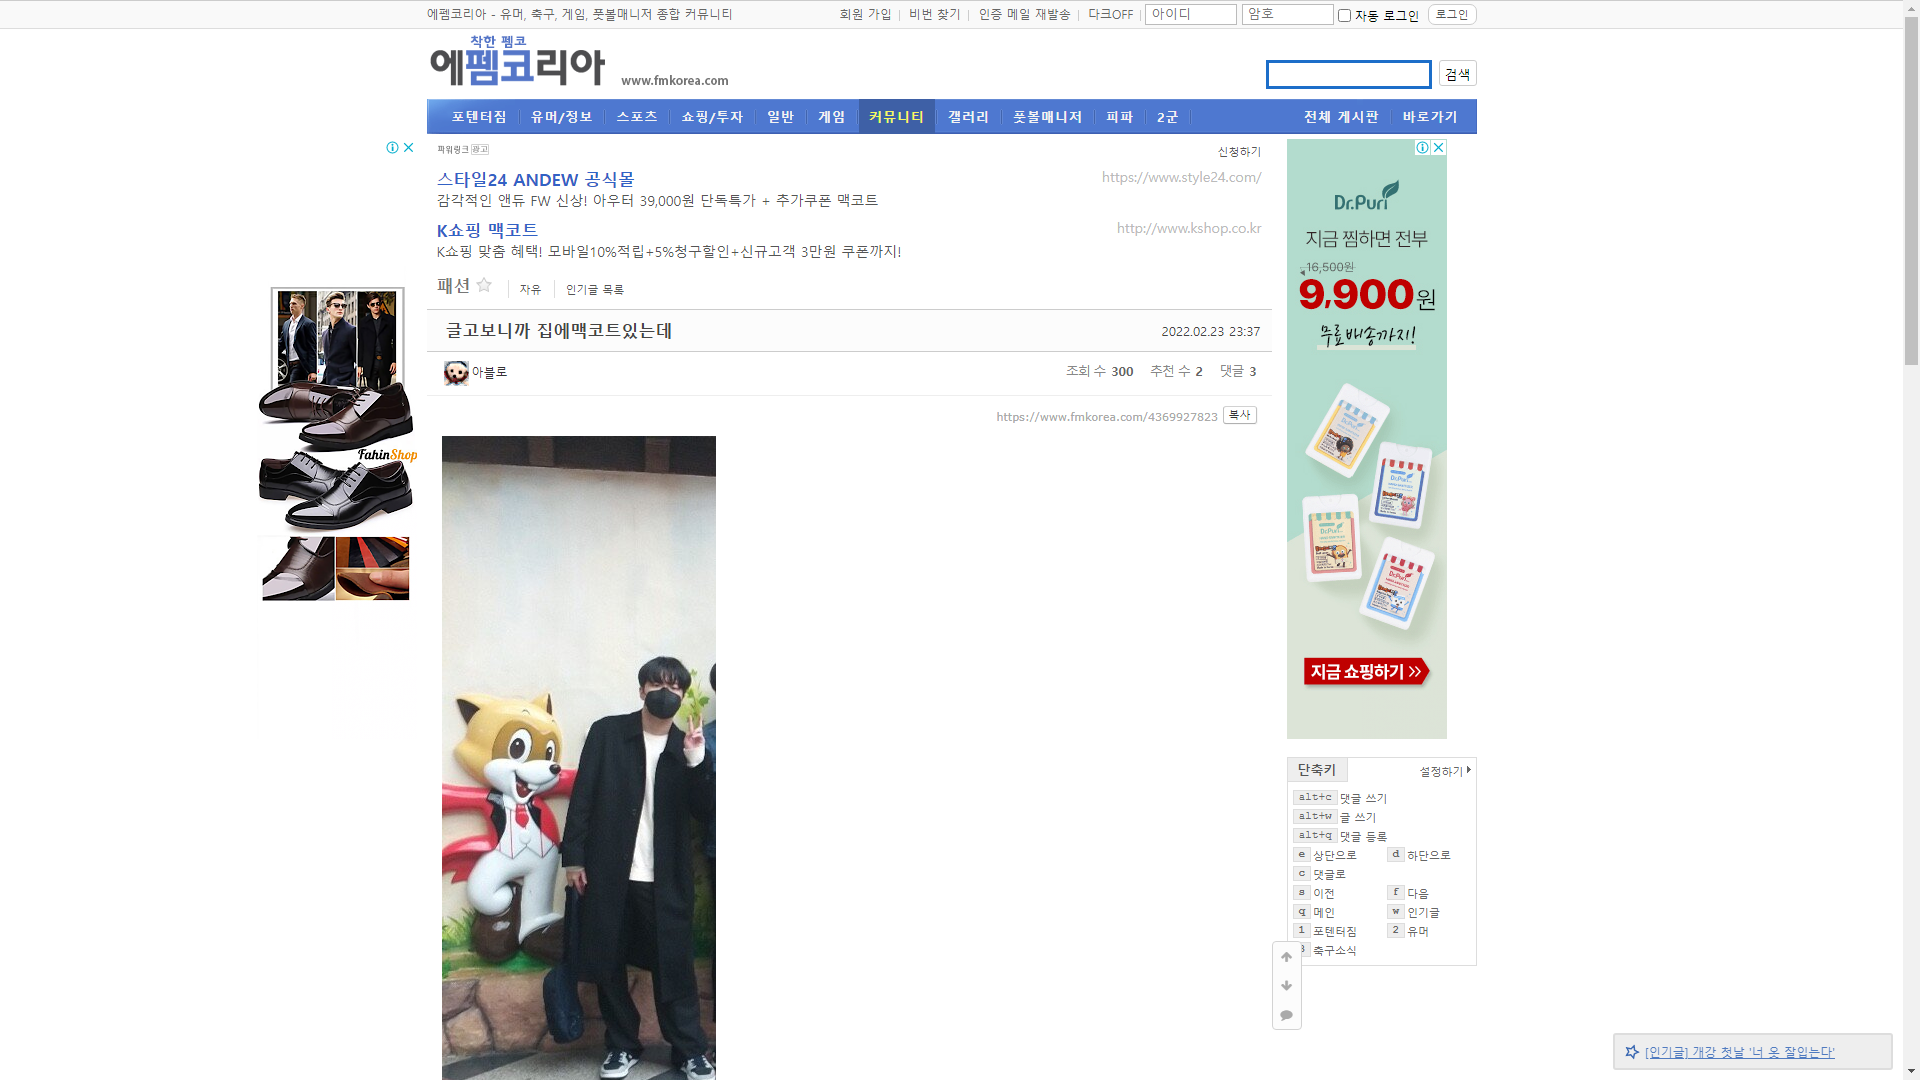 에펨코리아 - 유머, 축구, 게임, 풋볼매니저 종합 커뮤니티
회원 가입 비번 찾기 인증 메일 재발송 다크OFF 아이디 암호 자동 로그인 로그인
착한 펨코
에펨코리아 www.fmkorea.com
검색
포텐터짐 유머/정보 스포츠 쇼핑/투자 일반 게임 커뮤니티 갤러리 풋볼매니저 피파 2군 전체 게시판 바로가기
파워링크 광고 신청하기
스타일24 ANDEW 공식몰 https://www.style24.com/
감각적인 앤듀 FW 신상! 아우터 39,000원 단독특가 + 추가쿠폰 맥코트
K쇼핑 맥코트 http://www.kshop.co.kr
K쇼핑 맞춤 혜택! 모바일10%적립+5%청구할인+신규고객 3만원 쿠폰까지!
패션 자유 인기글 목록
글고보니까 집에맥코트있는데 2022.02.23 23:37
아블로 조회 수 300 추천 수 2 댓글 3
https://www.fmkorea.com/4369927823 복사
FahinShop
Dr.Puri
지금 찜하면 전부
16,500원
9,900원
무료배송까지!
지금 쇼핑하기 >>
단축키 설정하기
alt+c 댓글 쓰기
alt+w 글 쓰기
alt+q 댓글 등록
e 상단으로 d 하단으로
c 댓글로
s 이전 f 다음
q 메인 w 인기글
1 포텐터짐 2 유머
3 축구소식
[인기글] 개강 첫날 '너 옷 잘입는다'